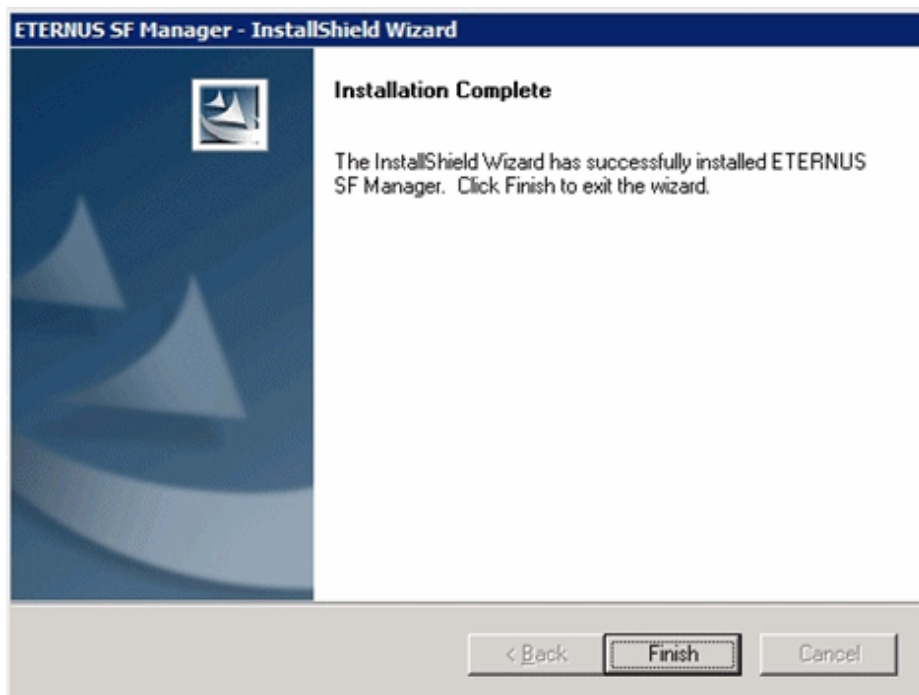 ETERNUS SF Manager - InstallShield Wizard
Installation Complete
The InstallShield Wizard has successfully installed ETERNUS
SF Manager. Click Finish to exit the wizard.
< Back Finish Cancel